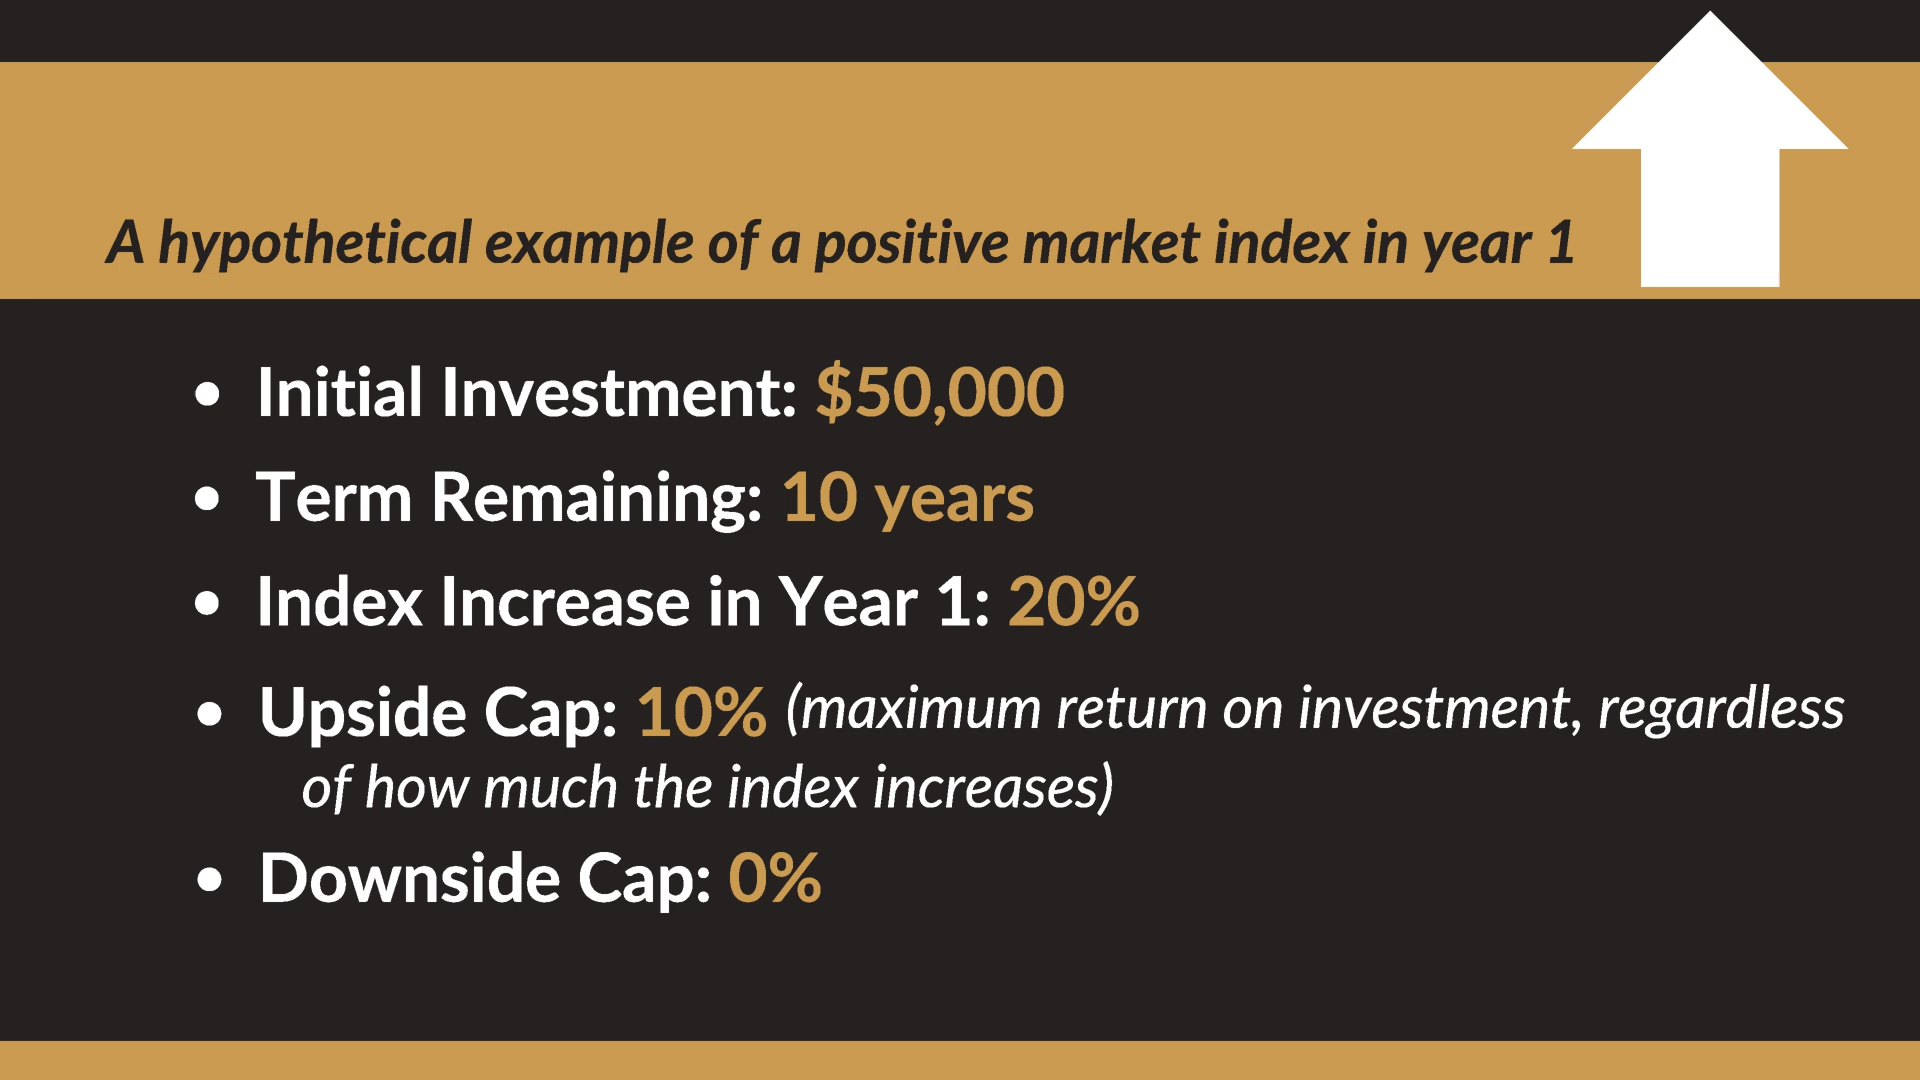 A hypothetical example of a positive market index in year 1
• Initial Investment: $50,000
• Term Remaining: 10 years
• Index Increase in Year 1: 20%
• Upside Cap: 10% (maximum return on investment, regardless
of how much the index increases)
• Downside Cap: 0%